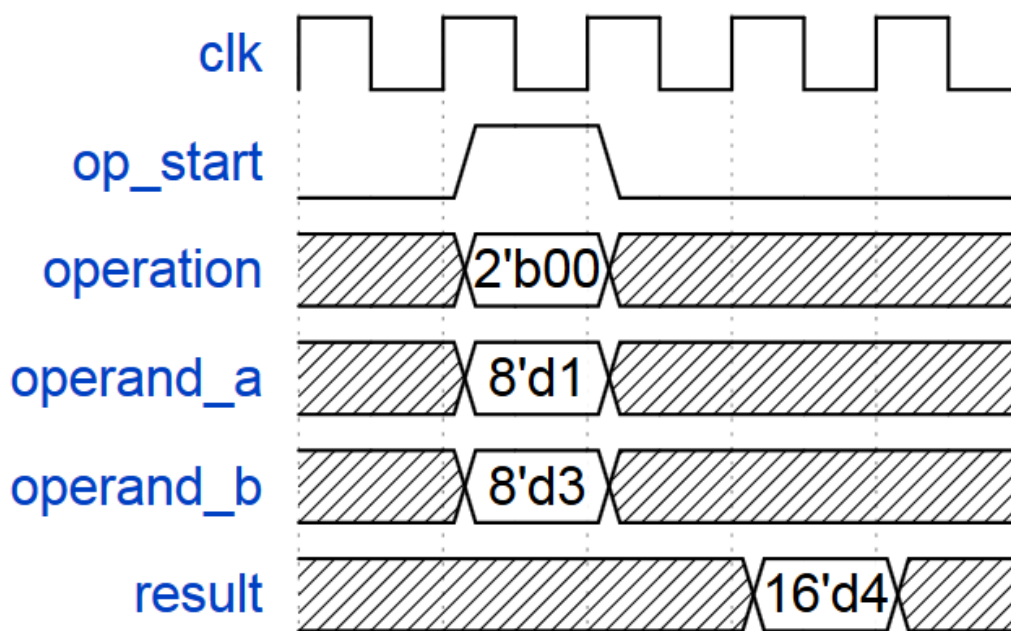 clk
op_start
operation 2'b00
operand_a 8'd1
operand_b 8'd3
result 16'd4